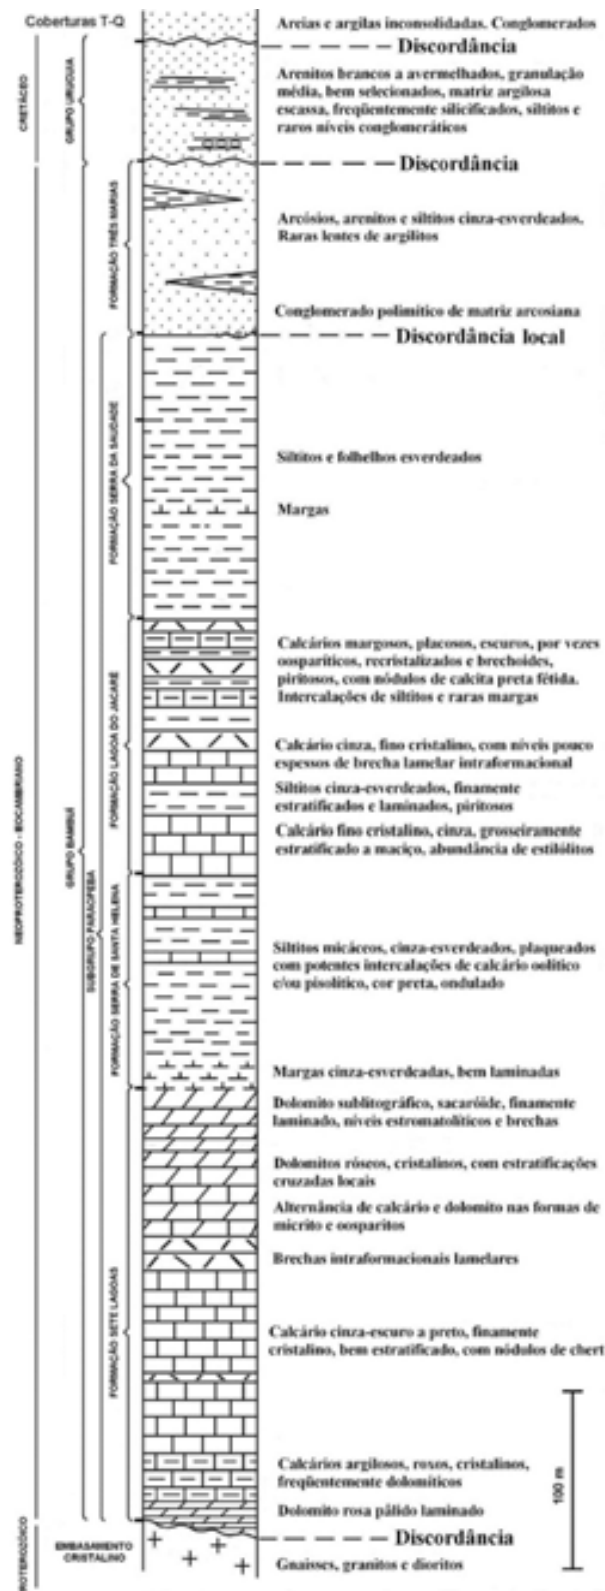 Coberturas T-Q
Areias e argilas inconsolidadas. Conglomerados
Discordância
CRETÁCEO
GRUPO URUCUIA
Arenitos brancos a avermelhados, granulação
média, bem selecionados, matriz argilosa
escassa, freqüentemente silicificados, siltitos e
raros níveis conglomeráticos
Discordância
NEOPROTEROZÓICO - EOCAMBRIANO
GRUPO BAMBUÍ
FORMAÇÃO TRÊS MARIAS
Arcósios, arenitos e siltitos cinza-esverdeados.
Raras lentes de argilitos
Conglomerado polimítico de matriz arcosiana
Discordância local
SUBGRUPO PARAOPEBA
FORMAÇÃO SERRA DA SAUDADE
Siltitos e folhelhos esverdeados
Margas
FORMAÇÃO LAGOA DO JACARÉ
Calcários margosos, placosos, escuros, por vezes
oosparíticos, recristalizados e brechoides,
piritosos, com nódulos de calcita preta fétida.
Intercalações de siltitos e raras margas
Calcário cinza, fino cristalino, com níveis pouco
espessos de brecha lamelar intraformacional
Siltitos cinza-esverdeados, finamente
estratificados e laminados, piritosos
Calcário fino cristalino, cinza, grosseiramente
estratificado a maciço, abundância de estilólitos
FORMAÇÃO SERRA DE SANTA HELENA
Siltitos micáceos, cinza-esverdeados, plaqueados
com potentes intercalações de calcário oolítico
e/ou pisolítico, cor preta, ondulado
Margas cinza-esverdeadas, bem laminadas
FORMAÇÃO SETE LAGOAS
Dolomito sublitográfico, sacaróide, finamente
laminado, níveis estromatolíticos e brechas
Dolomitos róseos, cristalinos, com estratificações
cruzadas locais
Alternância de calcário e dolomito nas formas de
micrito e oosparitos
Brechas intraformacionais lamelares
Calcário cinza-escuro a preto, finamente
cristalino, bem estratificado, com nódulos de chert
100 m
Calcários argilosos, roxos, cristalinos,
freqüentemente dolomíticos
Dolomito rosa pálido laminado
Discordância
ROTEROZÓICO
EMBASAMENTO
CRISTALINO
Gnaisses, granitos e dioritos